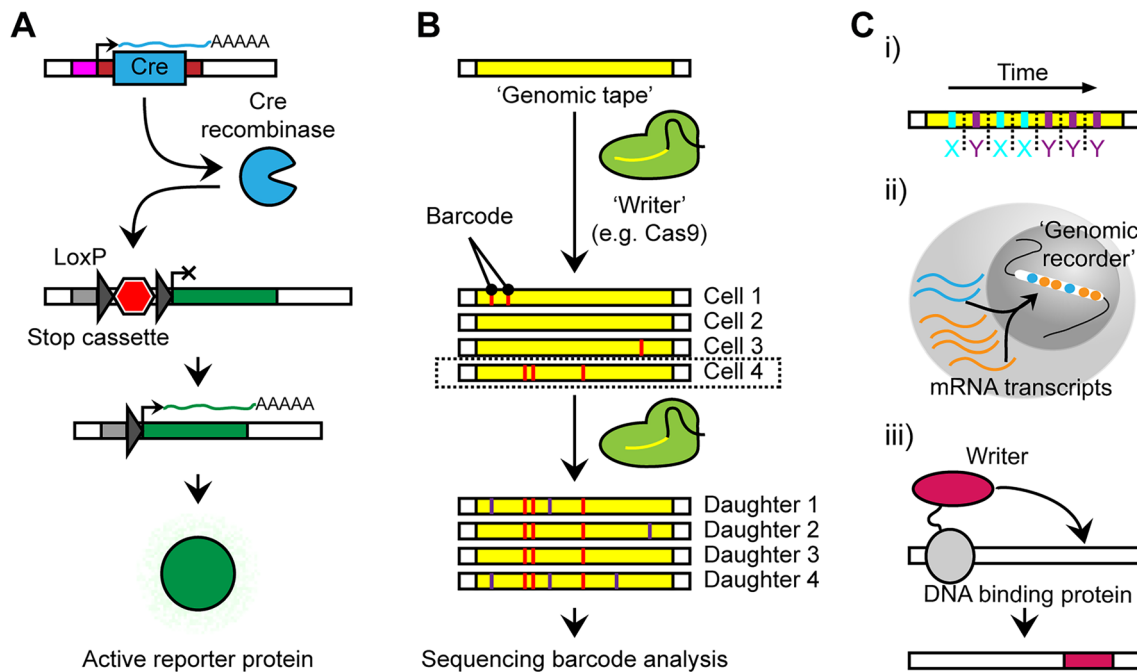 A
AAAAA
Cre
Cre
recombinase
LoxP
Stop cassette
AAAAA
Active reporter protein
B
'Genomic tape'
'Writer'
(e.g. Cas9)
Barcode
Cell 1
Cell 2
Cell 3
Cell 4
Daughter 1
Daughter 2
Daughter 3
Daughter 4
Sequencing barcode analysis
C
i)
Time
X Y X X Y Y Y
ii)
'Genomic
recorder'
mRNA transcripts
iii)
Writer
DNA binding protein